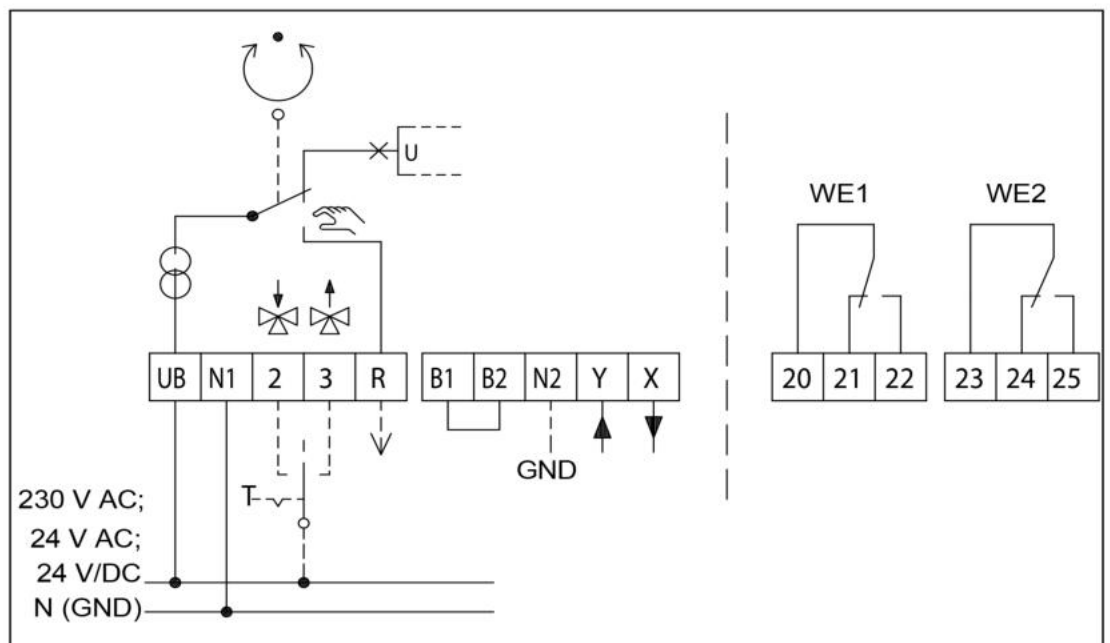 U
WE1
WE2
UB N1 2 3 R
B1 B2 N2 Y X
20 21 22
23 24 25
GND
T
230 V AC;
24 V AC;
24 V/DC
N (GND)